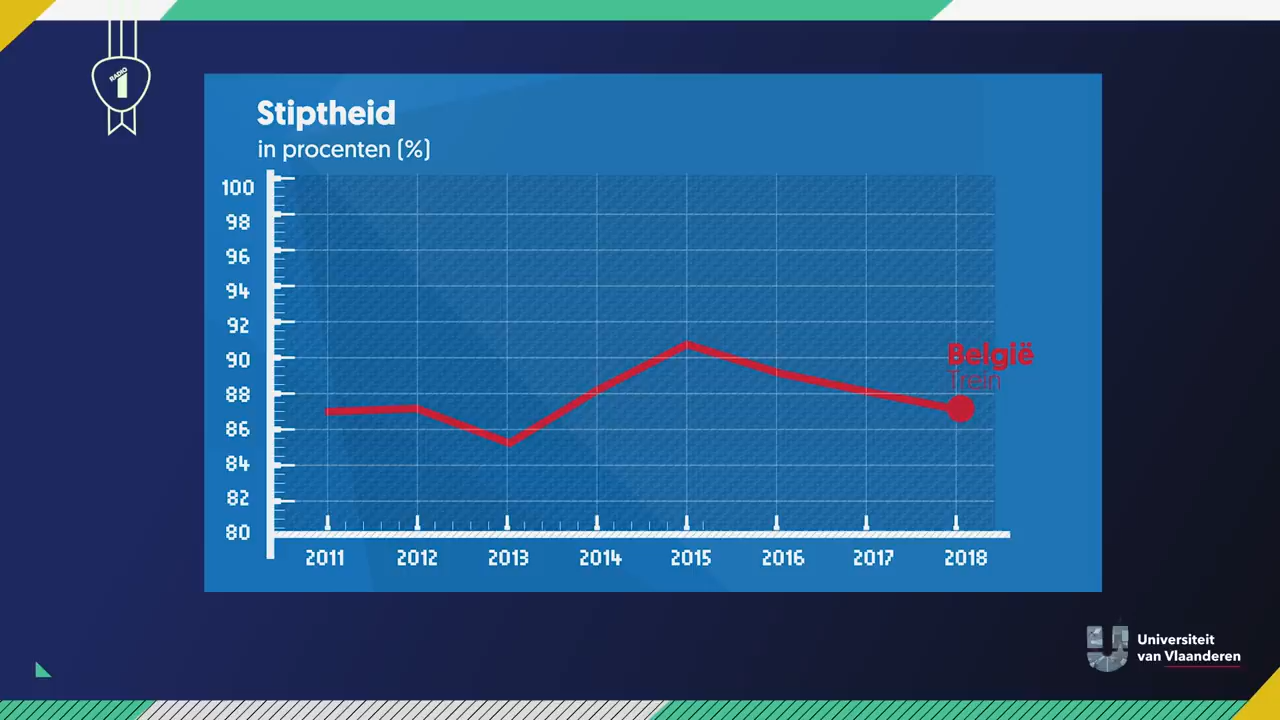 RADIO
1
Stiptheid
in procenten (%)
100
98
96
94
92
90
88
86
84
82
80
België
Trein
2011 2012 2013 2014 2015 2016 2017 2018
Universiteit
van Vlaanderen